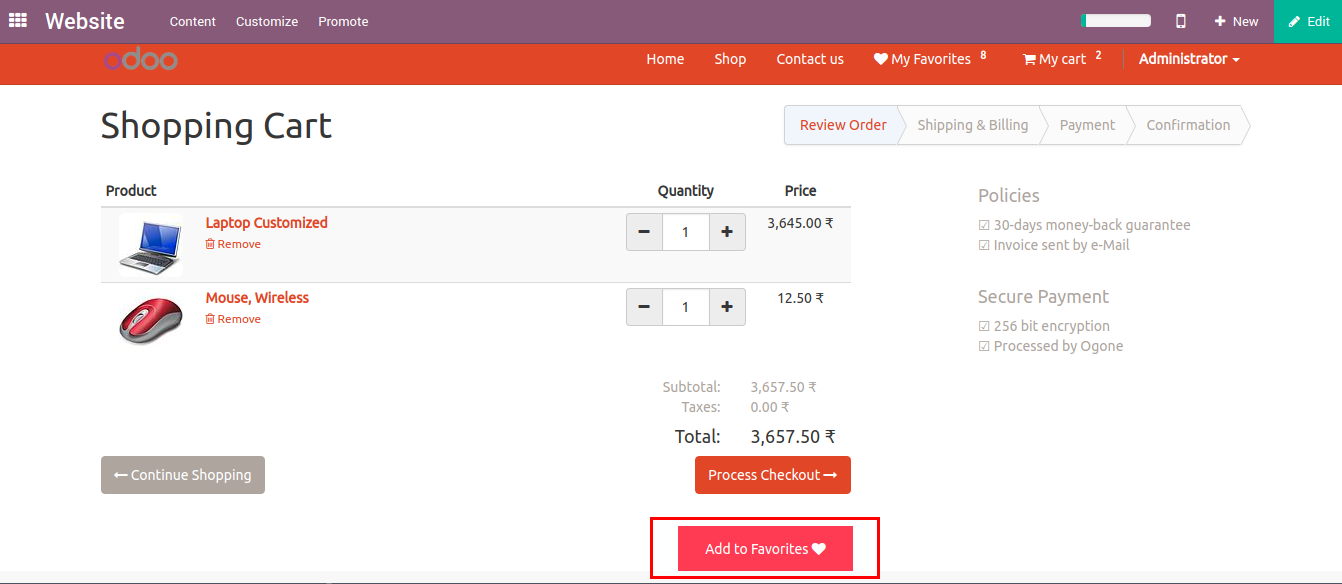 Website Content Customize Promote New Edit
odoo Home Shop Contact us My Favorites 8 My cart 2 Administrator
Shopping Cart
Review Order Shipping & Billing Payment Confirmation
Product Quantity Price
Laptop Customized
Remove
1
3,645.00 ₹
Mouse, Wireless
Remove
1
12.50 ₹
Subtotal: 3,657.50 ₹
Taxes: 0.00 ₹
Total: 3,657.50 ₹
Continue Shopping
Process Checkout
Add to Favorites
Policies
30-days money-back guarantee
Invoice sent by e-Mail
Secure Payment
256 bit encryption
Processed by Ogone